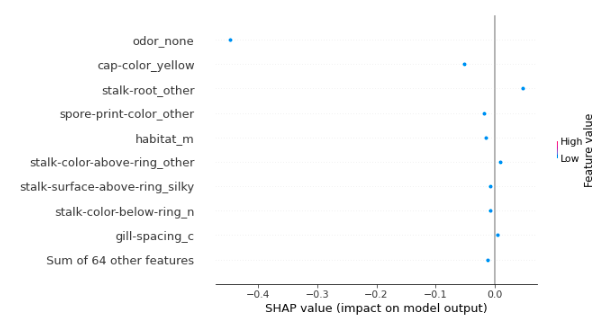 odor_none
cap-color_yellow
stalk-root_other
spore-print-color_other
habitat_m
stalk-color-above-ring_other
stalk-surface-above-ring_silky
stalk-color-below-ring_n
gill-spacing_c
Sum of 64 other features
−0.4 −0.3 −0.2 −0.1 0.0
SHAP value (impact on model output)
High
Low
Feature value